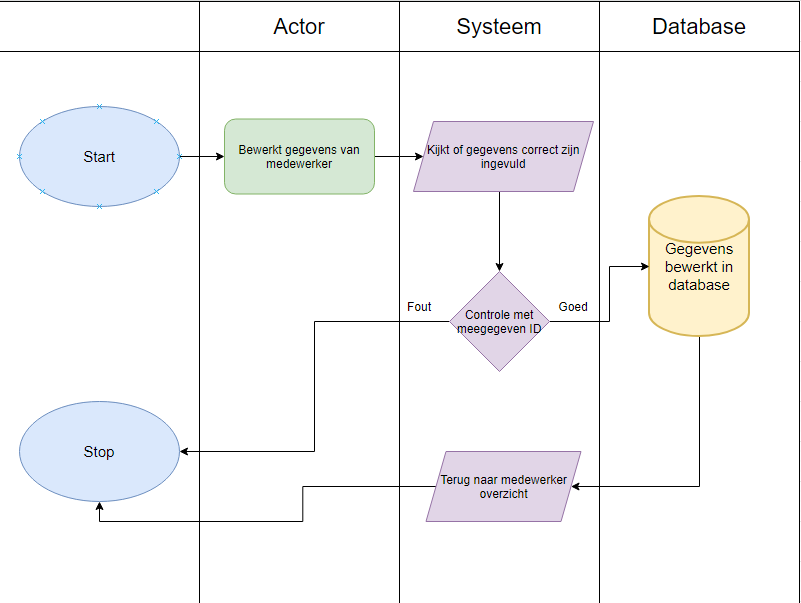 Actor
Systeem
Database
Start
Bewerkt gegevens van
medewerker
Kijkt of gegevens correct zijn
ingevuld
Gegevens
bewerkt in
database
Fout
Controle met
meegegeven ID
Goed
Stop
Terug naar medewerker
overzicht